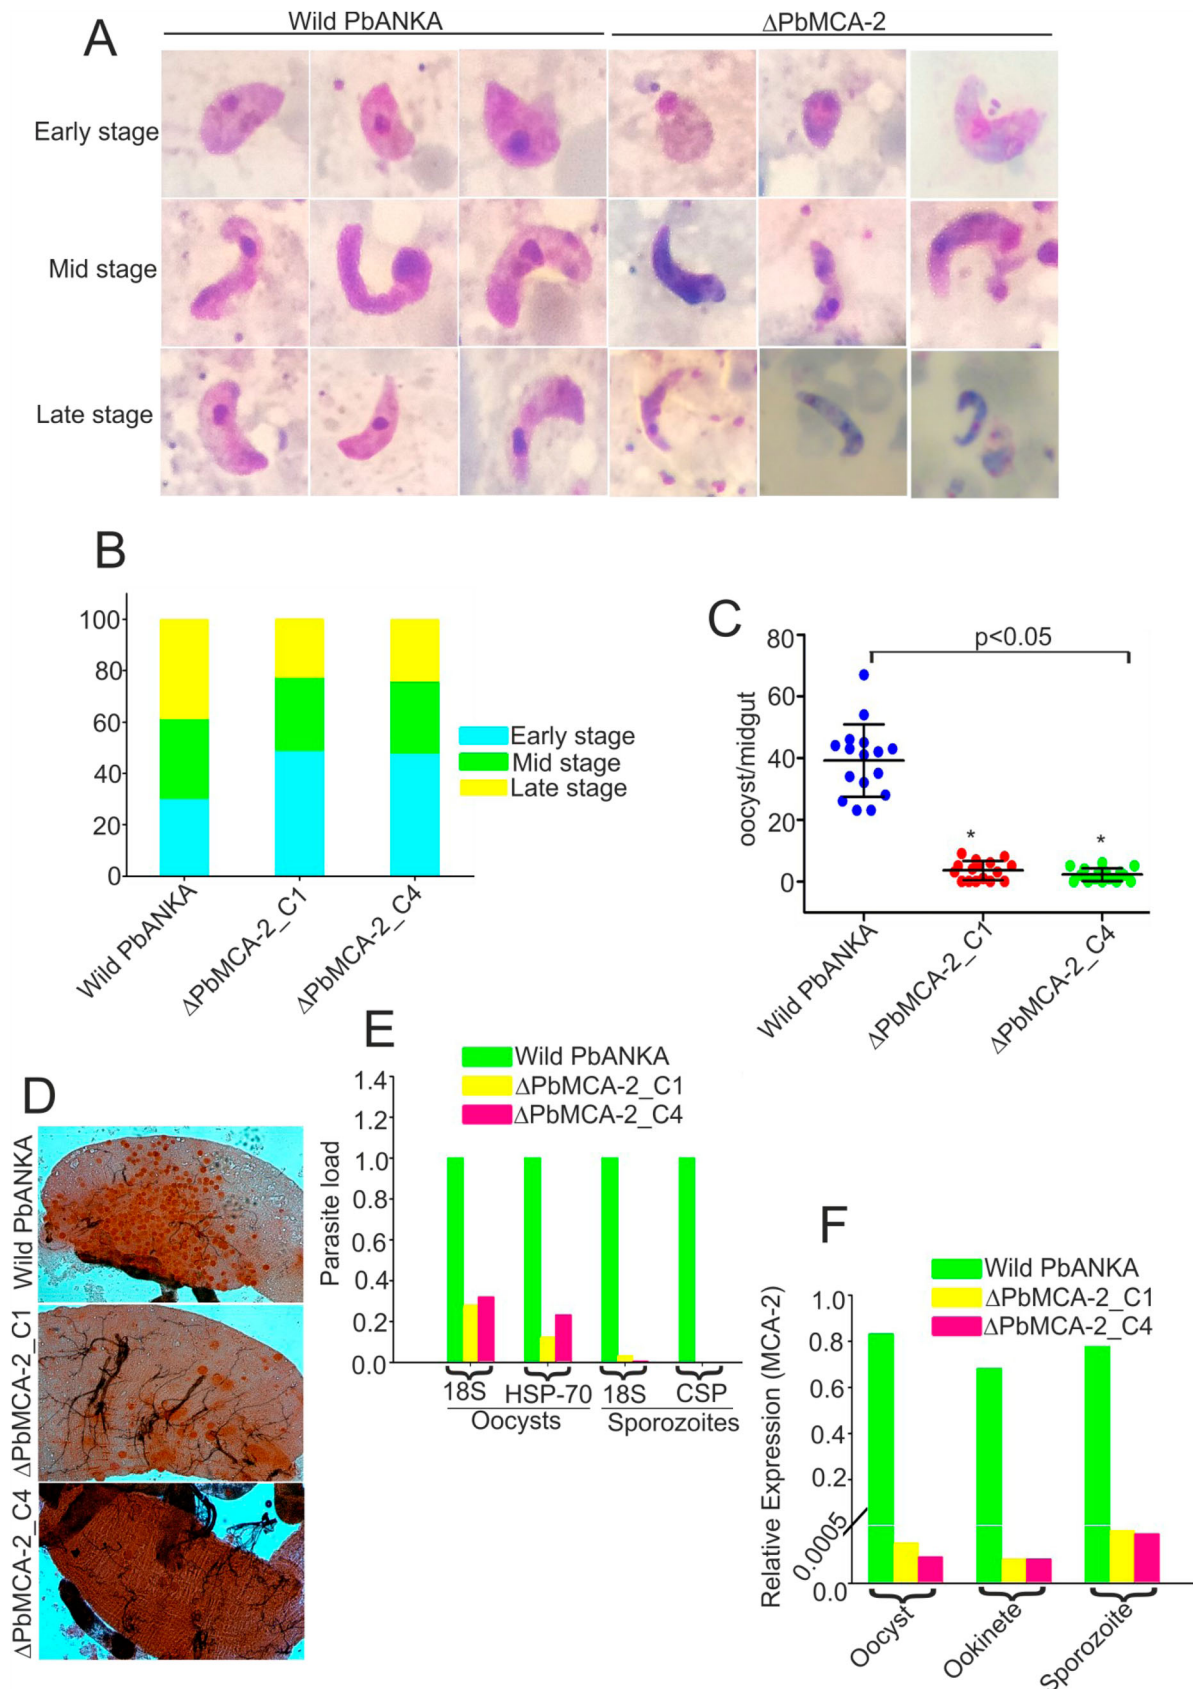 A
Wild PbANKA
ΔPbMCA-2
Early stage
Mid stage
Late stage
B
100
80
60
40
20
0
Wild PbANKA
ΔPbMCA-2_C1
ΔPbMCA-2_C4
Early stage
Mid stage
Late stage
C
oocyst/midgut
80
60
40
20
0
p<0.05
*
*
Wild PbANKA
ΔPbMCA-2_C1
ΔPbMCA-2_C4
D
Wild PbANKA
ΔPbMCA-2_C1
ΔPbMCA-2_C4
E
Wild PbANKA
ΔPbMCA-2_C1
ΔPbMCA-2_C4
Parasite load
1.4
1.2
1.0
0.8
0.6
0.4
0.2
0.0
18S
HSP-70
18S
CSP
Oocysts
Sporozoites
F
Wild PbANKA
ΔPbMCA-2_C1
ΔPbMCA-2_C4
Relative Expression (MCA-2)
1.0
0.8
0.6
0.4
0.2
0.0005
0.0
Oocyst
Ookinete
Sporozoite